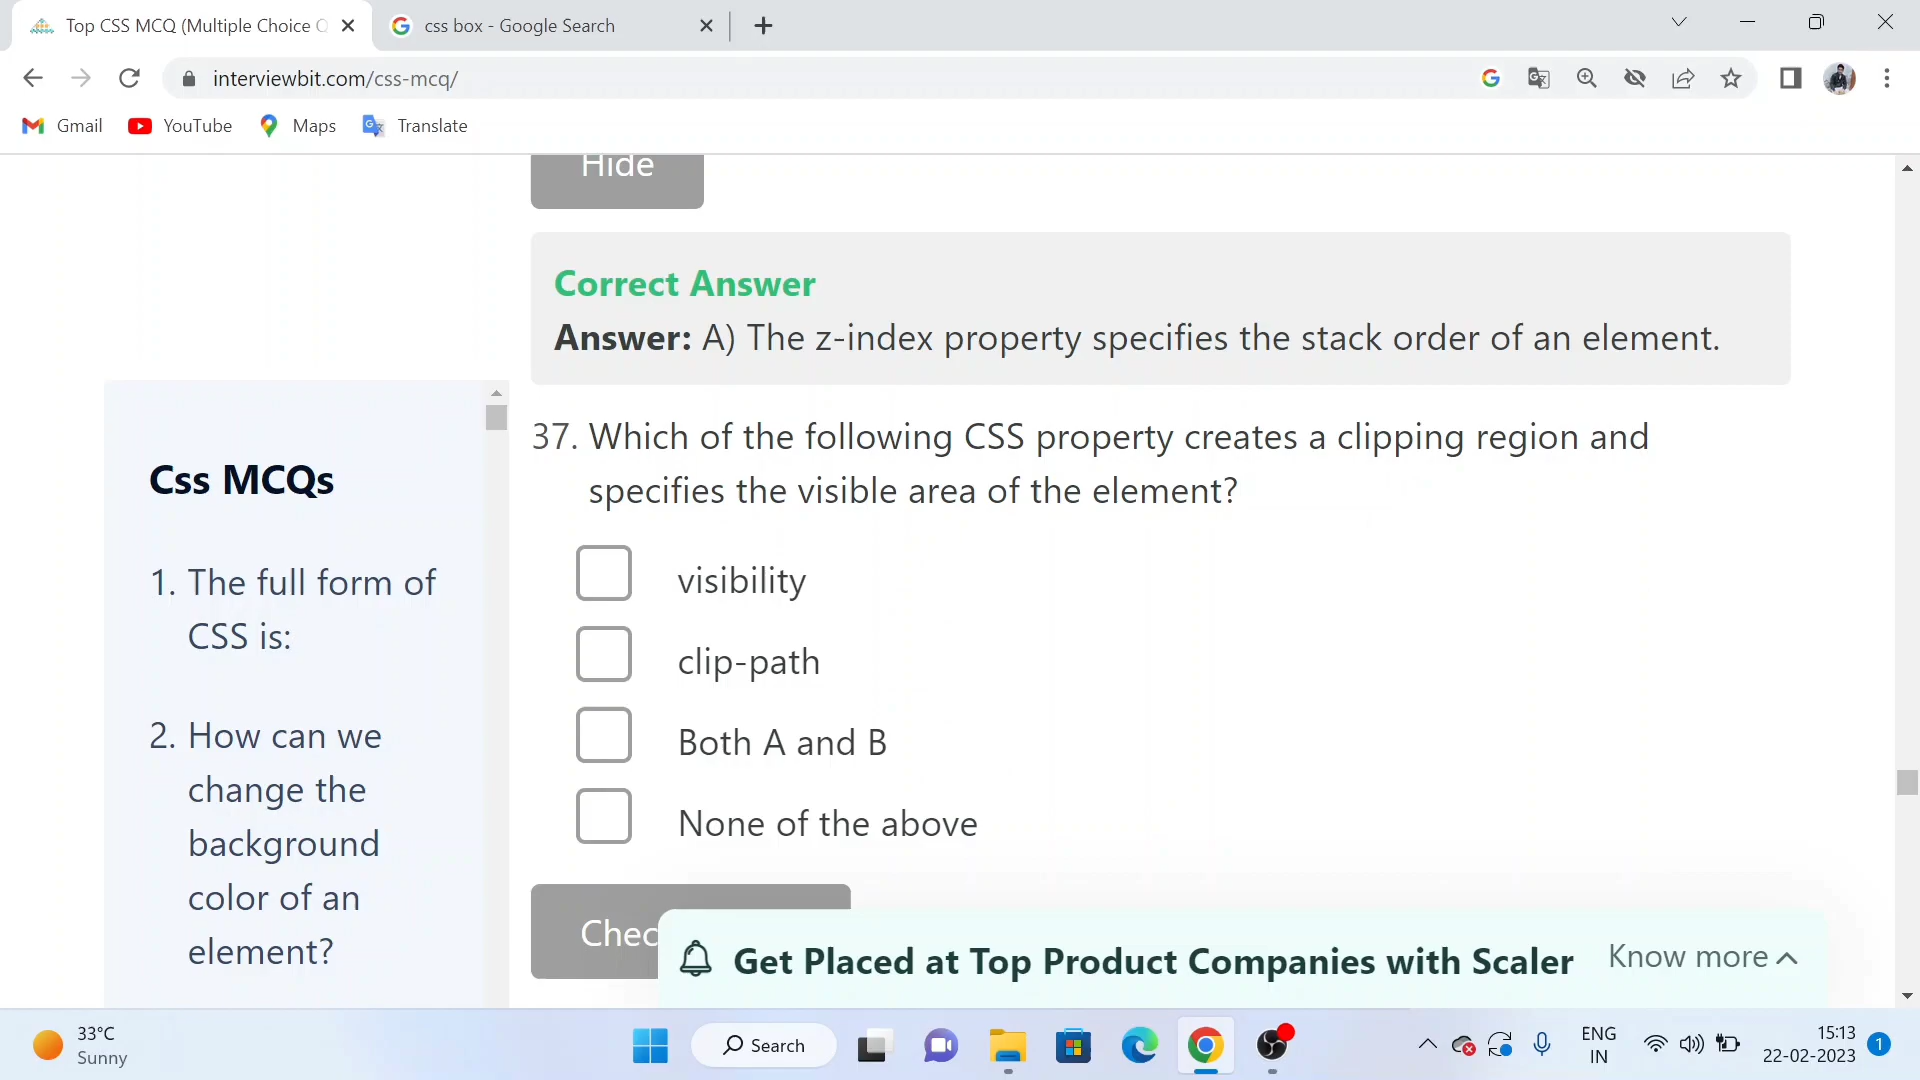 Top CSS MCQ (Multiple Choice Q
css box - Google Search
interviewbit.com/css-mcq/
Gmail
YouTube
Maps
Translate
Hide
Correct Answer
Answer: A) The z-index property specifies the stack order of an element.
37. Which of the following CSS property creates a clipping region and
specifies the visible area of the element?
visibility
clip-path
Both A and B
None of the above
Chec
Css MCQs
1. The full form of
CSS is:
2. How can we
change the
background
color of an
element?
Get Placed at Top Product Companies with Scaler
Know more
33°C
Sunny
Search
ENG
IN
15:13
22-02-2023
1